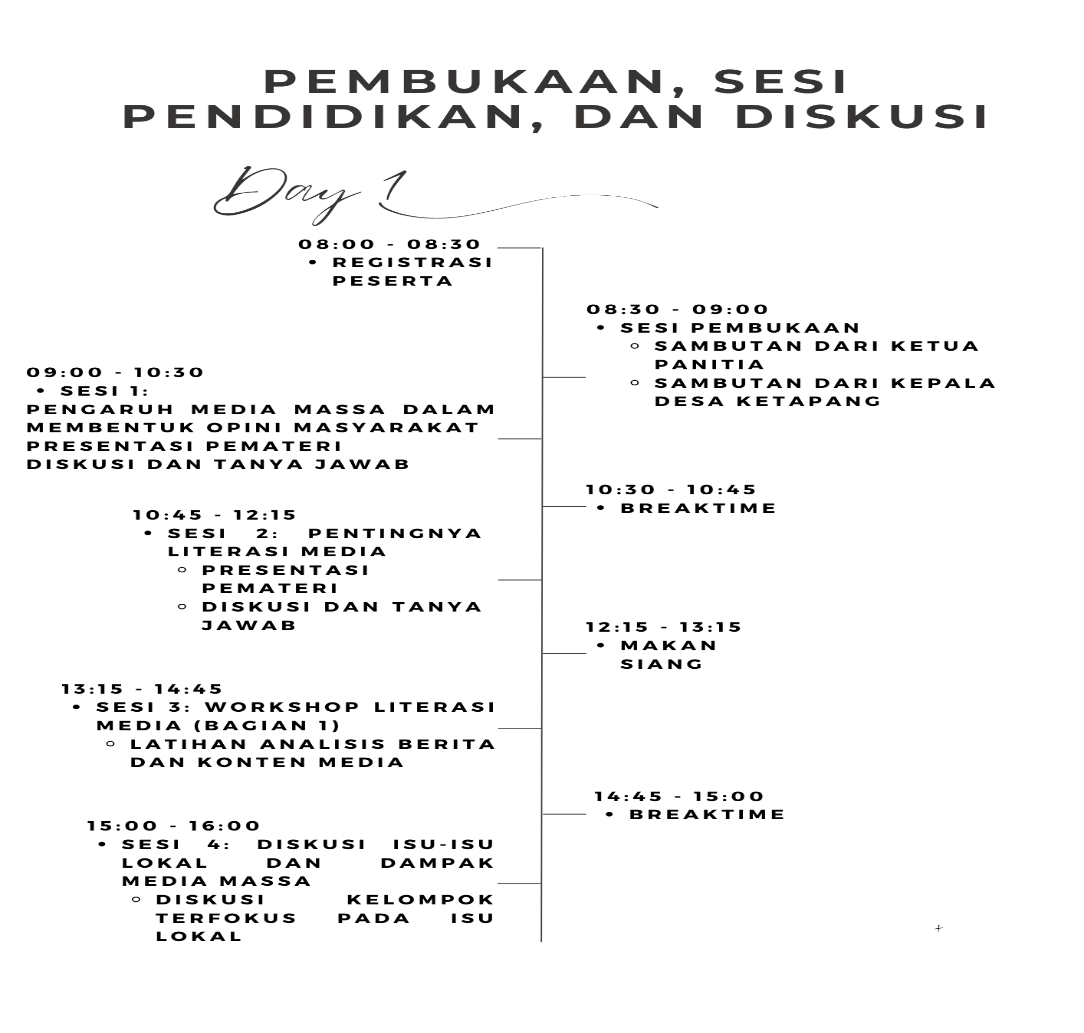 PEMBUKAAN, SESI
PENDIDIKAN, DAN DISKUSI
Day 1
08:00 - 08:30
• REGISTRASI
PESERTA
08:30 - 09:00
• SESI PEMBUKAAN
○ SAMBUTAN DARI KETUA
PANITIA
○ SAMBUTAN DARI KEPALA
DESA KETAPANG
09:00 - 10:30
• SESI 1:
PENGARUH MEDIA MASSA DALAM
MEMBENTUK OPINI MASYARAKAT
PRESENTASI PEMATERI
DISKUSI DAN TANYA JAWAB
10:30 - 10:45
• BREAKTIME
10:45 - 12:15
• SESI 2: PENTINGNYA
LITERASI MEDIA
○ PRESENTASI
PEMATERI
○ DISKUSI DAN TANYA
JAWAB
12:15 - 13:15
• MAKAN
SIANG
13:15 - 14:45
• SESI 3: WORKSHOP LITERASI
MEDIA (BAGIAN 1)
○ LATIHAN ANALISIS BERITA
DAN KONTEN MEDIA
14:45 - 15:00
• BREAKTIME
15:00 - 16:00
• SESI 4: DISKUSI ISU-ISU
LOKAL DAN DAMPAK
MEDIA MASSA
○ DISKUSI KELOMPOK
TERFOKUS PADA ISU
LOKAL
+